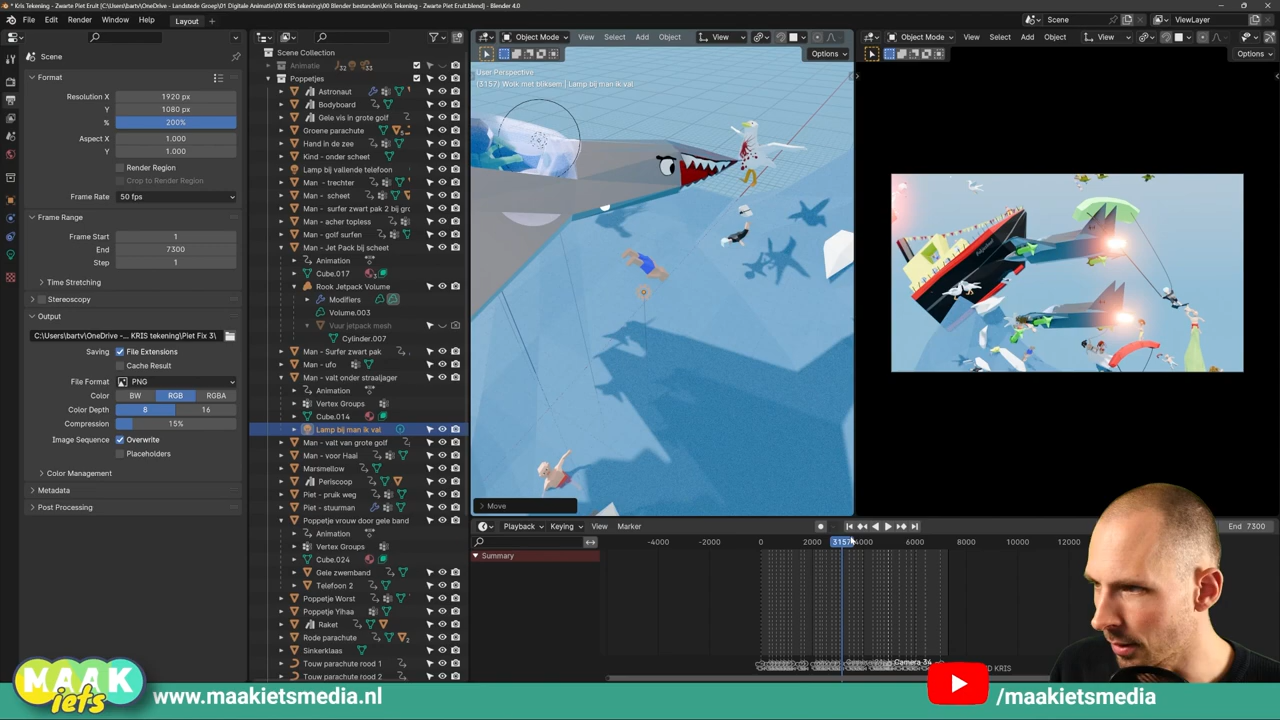 * Kris Tekening - Zwarte Piet Eruit [C:\Users\bartv\OneDrive - Landstede Groep\01 Digitale Animatie\00 KRIS tekening\00 Blender bestanden\Kris Tekening - Zwarte Piet Eruit.blend] - Blender 4.0
File Edit Render Window Help Layout + Scene ViewLayer
Scene
Format
Resolution X 1920 px
Y 1080 px
% 200%
Aspect X 1.000
Y 1.000
Render Region
Crop to Render Region
Frame Rate 50 fps
Frame Range
Frame Start 1
End 7300
Step 1
Time Stretching
Stereoscopy
Output
C:\Users\bartv\OneDrive -... KRIS tekening\Piet Fix 3\
Saving File Extensions
Cache Result
File Format PNG
Color BW RGB RGBA
Color Depth 8 16
Compression 15%
Image Sequence Overwrite
Placeholders
Color Management
Metadata
Post Processing
Scene Collection
Animatie 32 33
Poppetjes
Astronaut
Bodyboard
Gele vis in grote golf
Groene parachute
Hand in de zee
Kind - onder scheet
Lamp bij vallende telefoon
Man - trechter
Man - scheet
Man - surfer zwart pak 2 bij gr
Man - acher topless
Man - golf surfen
Man - Jet Pack bij scheet
Animation
Cube.017
Rook Jetpack Volume
Modifiers
Volume.003
Vuur jetpack mesh
Cylinder.007
Man - Surfer zwart pak
Man - ufo
Man - valt onder straaljager
Animation
Vertex Groups
Cube.014
Lamp bij man ik val
Man - valt van grote golf
Man - voor Haai
Marsmellow
Periscoop
Piet - pruik weg
Piet - stuurman
Poppetje vrouw door gele band
Animation
Vertex Groups
Cube.024
Gele zwemband
Telefoon 2
Poppetje Worst
Poppetje Yihaa
Raket
Rode parachute
Sinkerklaas
Touw parachute rood 1
Touw parachute rood 2
Object Mode View Select Add Object View
Options
User Perspective
(3157) Wolk met bliksem | Lamp bij man ik val
Move
Object Mode View Select Add Object View
Options
Playback Keying View Marker End 7300
-4000 -2000 0 2000 3157 4000 6000 8000 10000 12000
Summary
Camera 34
D KRIS
MAAK
iets
www.maakietsmedia.nl
/maakietsmedia